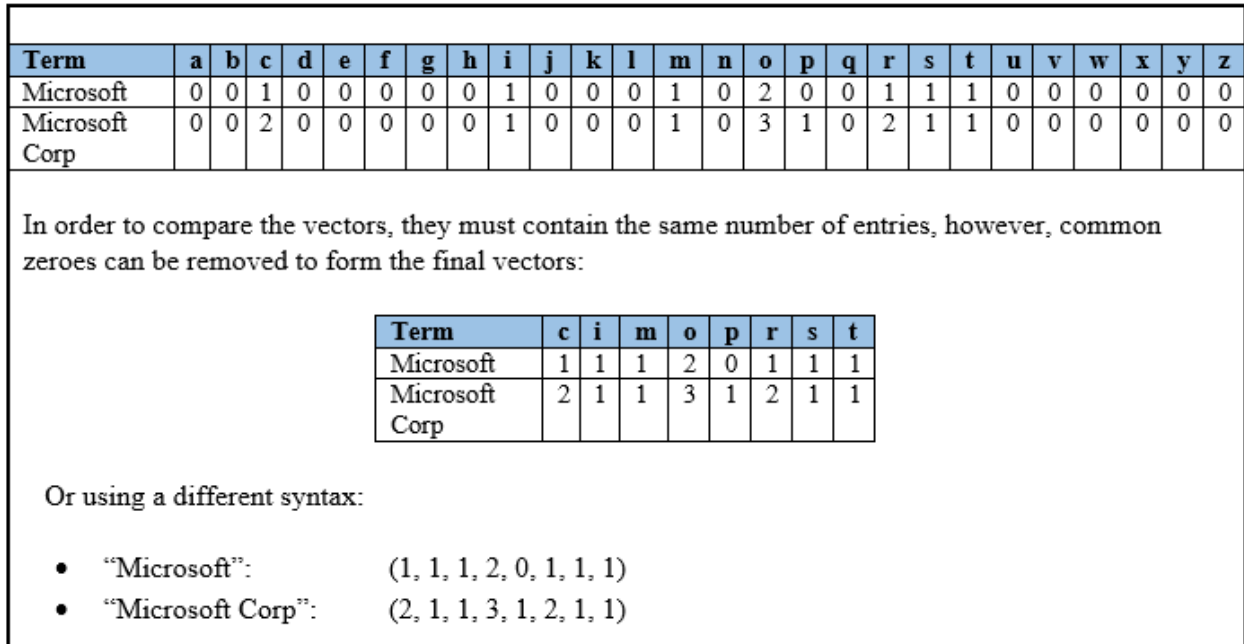 Term a b c d e f g h i j k l m n o p q r s t u v w x y z
Microsoft 0 0 1 0 0 0 0 0 1 0 0 0 1 0 2 0 0 1 1 1 0 0 0 0 0 0
Microsoft 0 0 2 0 0 0 0 0 1 0 0 0 1 0 3 1 0 2 1 1 0 0 0 0 0 0
Corp
In order to compare the vectors, they must contain the same number of entries, however, common
zeroes can be removed to form the final vectors:
Term c i m o p r s t
Microsoft 1 1 1 2 0 1 1 1
Microsoft 2 1 1 3 1 2 1 1
Corp
Or using a different syntax:
• “Microsoft”: (1, 1, 1, 2, 0, 1, 1, 1)
• “Microsoft Corp”: (2, 1, 1, 3, 1, 2, 1, 1)